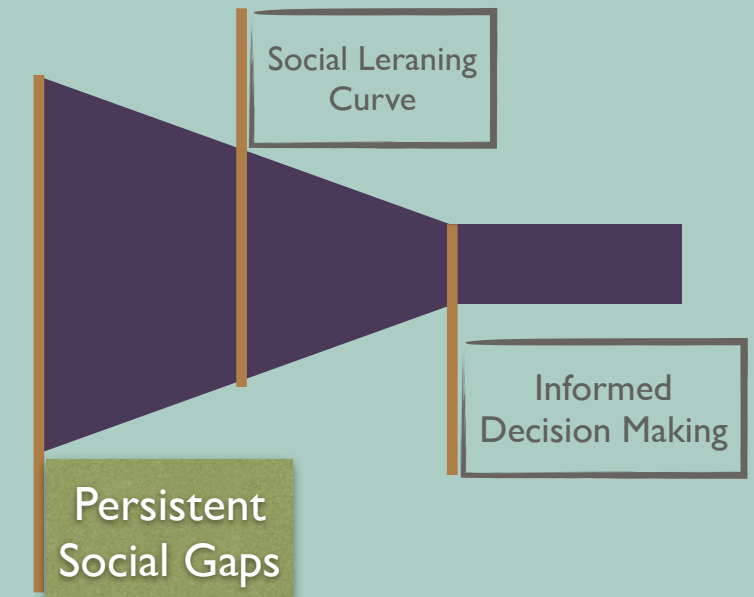 Social Leraning
Curve
Informed
Decision Making
Persistent
Social Gaps